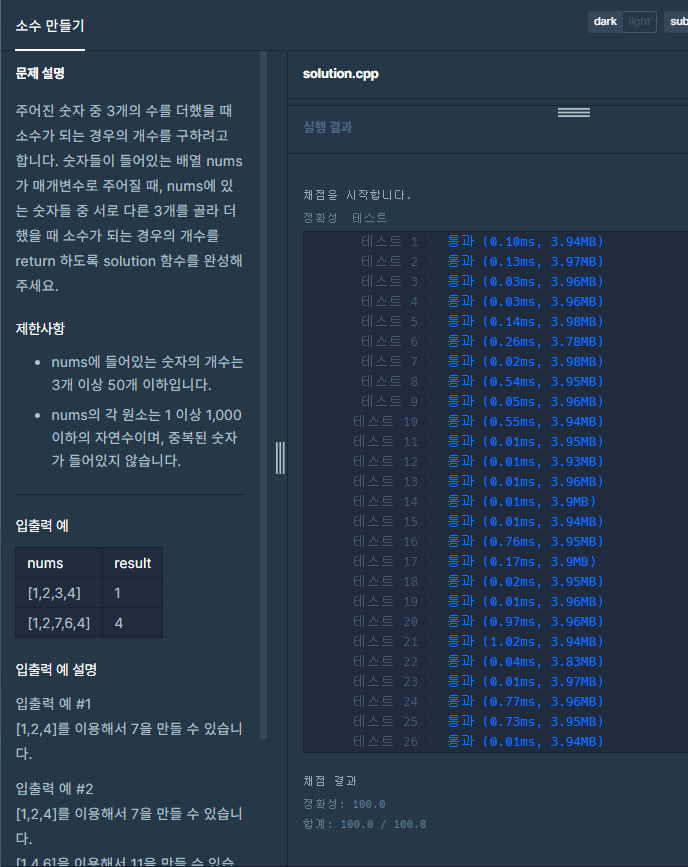 소수 만들기
dark light sub
문제 설명
주어진 숫자 중 3개의 수를 더했을 때
소수가 되는 경우의 개수를 구하려고
합니다. 숫자들이 들어있는 배열 nums
가 매개변수로 주어질 때, nums에 있
는 숫자들 중 서로 다른 3개를 골라 더
했을 때 소수가 되는 경우의 개수를
return 하도록 solution 함수를 완성해
주세요.
제한사항
• nums에 들어있는 숫자의 개수는
3개 이상 50개 이하입니다.
• nums의 각 원소는 1 이상 1,000
이하의 자연수이며, 중복된 숫자
가 들어있지 않습니다.
입출력 예
nums result
[1,2,3,4] 1
[1,2,7,6,4] 4
입출력 예 설명
입출력 예 #1
[1,2,4]를 이용해서 7을 만들 수 있습니
다.
입출력 예 #2
[1,2,4]를 이용해서 7을 만들 수 있습니
다.
[1,4,6]을 이용해서 11을 만들 수 있습
solution.cpp
실행 결과
채점을 시작합니다.
정확성 테스트
테스트 1 〉 통과 (0.10ms, 3.94MB)
테스트 2 〉 통과 (0.13ms, 3.97MB)
테스트 3 〉 통과 (0.03ms, 3.96MB)
테스트 4 〉 통과 (0.03ms, 3.96MB)
테스트 5 〉 통과 (0.14ms, 3.98MB)
테스트 6 〉 통과 (0.26ms, 3.78MB)
테스트 7 〉 통과 (0.02ms, 3.98MB)
테스트 8 〉 통과 (0.54ms, 3.95MB)
테스트 9 〉 통과 (0.05ms, 3.96MB)
테스트 10 〉 통과 (0.55ms, 3.94MB)
테스트 11 〉 통과 (0.01ms, 3.95MB)
테스트 12 〉 통과 (0.01ms, 3.93MB)
테스트 13 〉 통과 (0.01ms, 3.96MB)
테스트 14 〉 통과 (0.01ms, 3.9MB)
테스트 15 〉 통과 (0.01ms, 3.94MB)
테스트 16 〉 통과 (0.76ms, 3.95MB)
테스트 17 〉 통과 (0.17ms, 3.9MB)
테스트 18 〉 통과 (0.02ms, 3.95MB)
테스트 19 〉 통과 (0.01ms, 3.96MB)
테스트 20 〉 통과 (0.97ms, 3.96MB)
테스트 21 〉 통과 (1.02ms, 3.94MB)
테스트 22 〉 통과 (0.04ms, 3.83MB)
테스트 23 〉 통과 (0.01ms, 3.97MB)
테스트 24 〉 통과 (0.77ms, 3.96MB)
테스트 25 〉 통과 (0.73ms, 3.95MB)
테스트 26 〉 통과 (0.01ms, 3.94MB)
채점 결과
정확성: 100.0
합계: 100.0 / 100.0